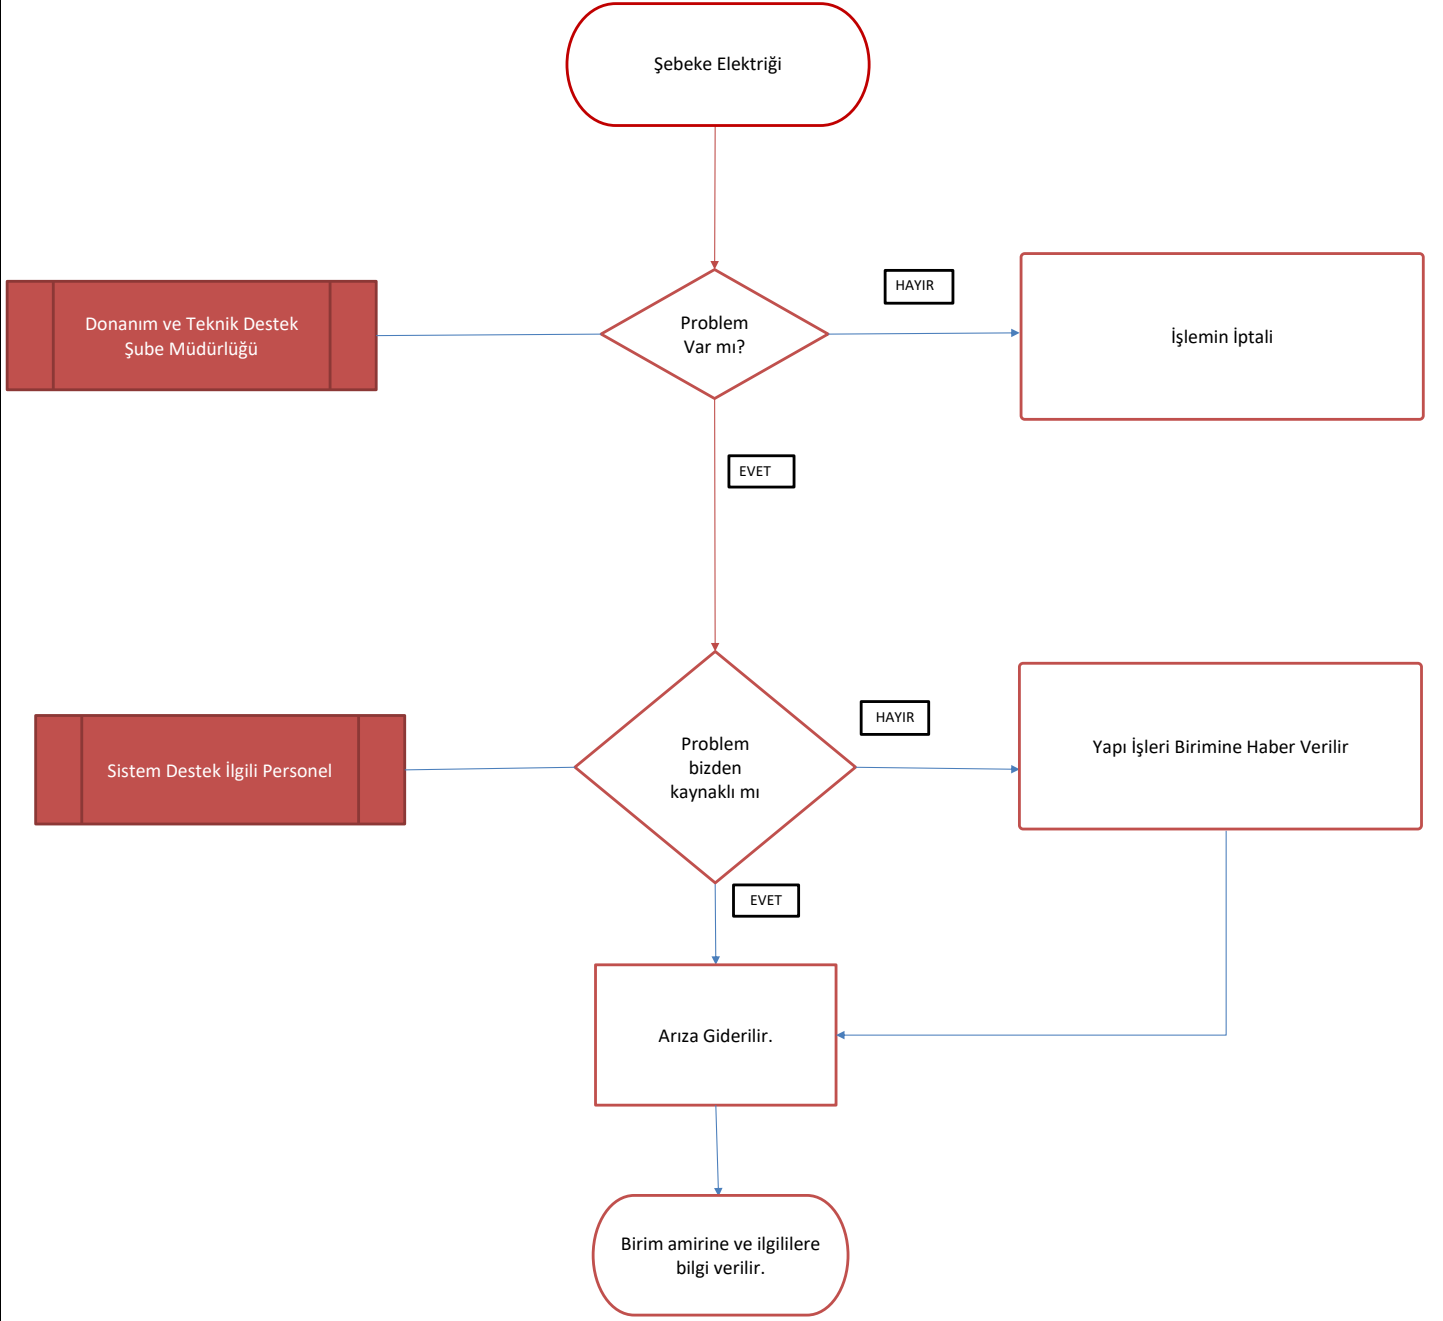 Şebeke Elektriği
HAYIR
Donanım ve Teknik Destek
Şube Müdürlüğü
Problem
Var mı?
İşlemin İptali
EVET
HAYIR
Sistem Destek İlgili Personel
Problem
bizden
kaynaklı mı
Yapı İşleri Birimine Haber Verilir
EVET
Arıza Giderilir.
Birim amirine ve ilgililere
bilgi verilir.